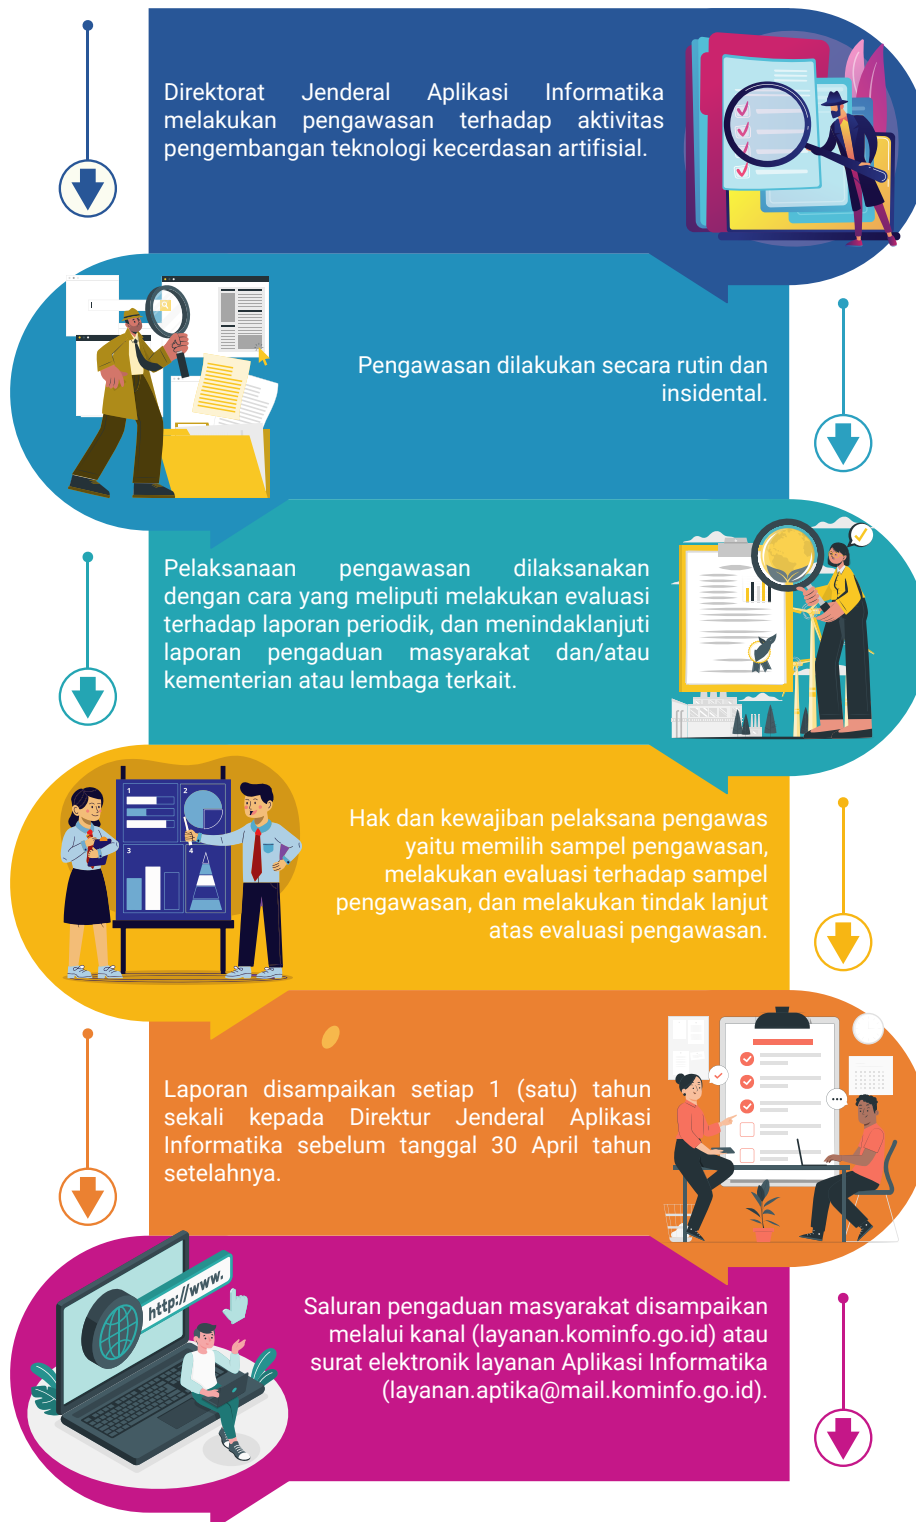 Direktorat Jenderal Aplikasi Informatika
melakukan pengawasan terhadap aktivitas
pengembangan teknologi kecerdasan artifisial.
Pengawasan dilakukan secara rutin dan
insidental.
Pelaksanaan pengawasan dilaksanakan
dengan cara yang meliputi melakukan evaluasi
terhadap laporan periodik, dan menindaklanjuti
laporan pengaduan masyarakat dan/atau
kementerian atau lembaga terkait.
1
2
3
4
Hak dan kewajiban pelaksana pengawas
yaitu memilih sampel pengawasan,
melakukan evaluasi terhadap sampel
pengawasan, dan melakukan tindak lanjut
atas evaluasi pengawasan.
Laporan disampaikan setiap 1 (satu) tahun
sekali kepada Direktur Jenderal Aplikasi
Informatika sebelum tanggal 30 April tahun
setelahnya.
http://www.
Saluran pengaduan masyarakat disampaikan
melalui kanal (layanan.kominfo.go.id) atau
surat elektronik layanan Aplikasi Informatika
(layanan.aptika@mail.kominfo.go.id).